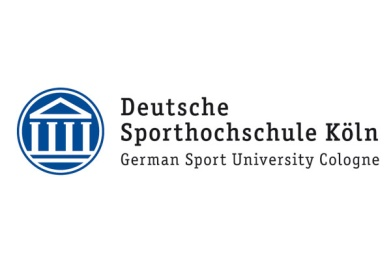 Deutsche
Sporthochschule Köln
German Sport University Cologne